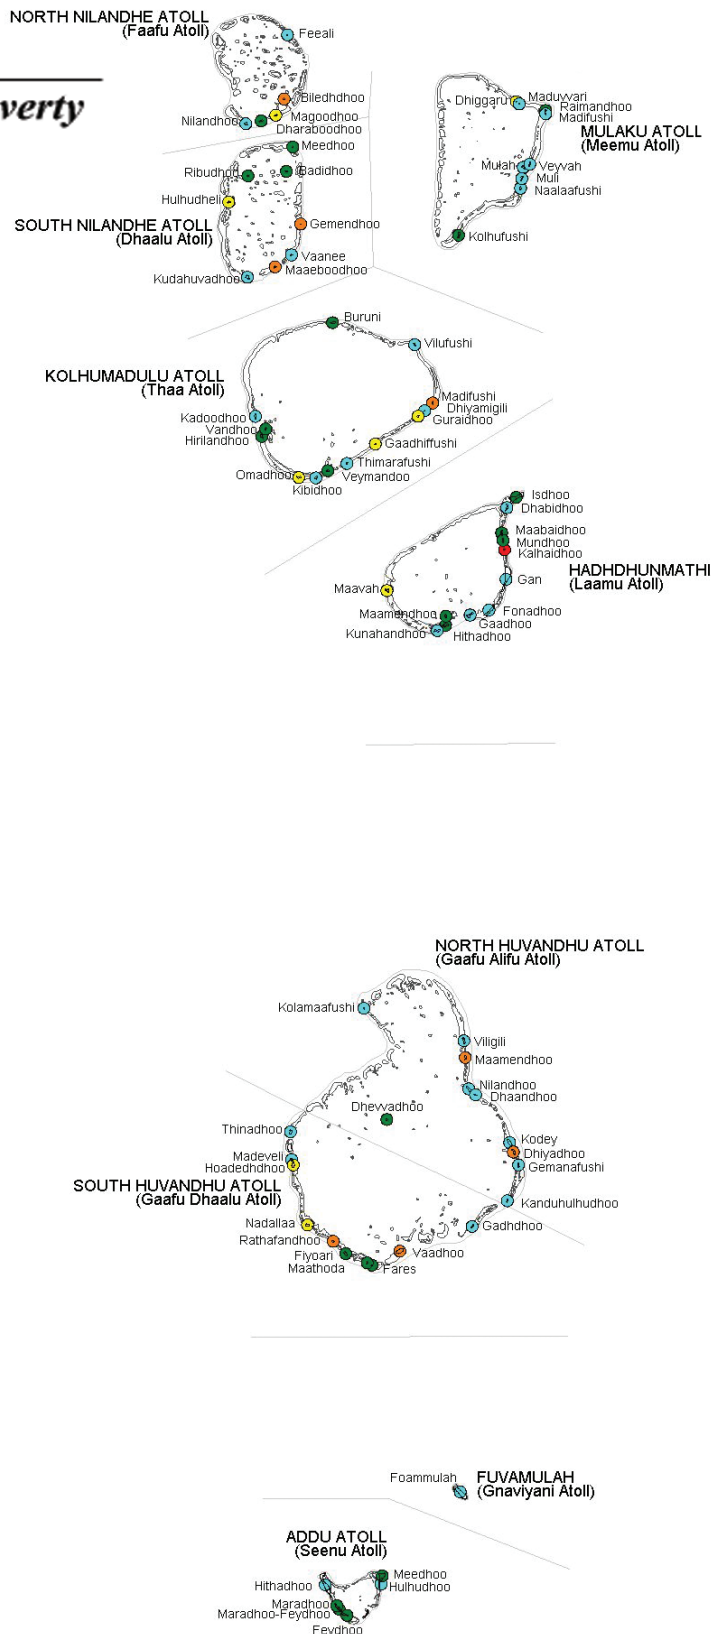 NORTH NILANDHE ATOLL
(Faafu Atoll)
verty
Feeali
Biledhdhoo
Magoodhoo
Nilandhoo
Dharaboodhoo
Meedhoo
Ribudhoo
Badidhoo
Hulhudheli
SOUTH NILANDHE ATOLL
(Dhaalu Atoll)
Gemendhoo
Vaanee
Maaeboodhoo
Kudahuvadhoo
Dhiggaru
Maduvvari
Raimandhoo
Madifushi
MULAKU ATOLL
(Meemu Atoll)
Mulah
Veyvah
Muli
Naalaafushi
Kolhufushi
Buruni
Vilufushi
KOLHUMADULU ATOLL
(Thaa Atoll)
Madifushi
Dhiyamigili
Guraidhoo
Kadoodhoo
Vandhoo
Hirilandhoo
Gaadhiffushi
Omadhoo
Thimarafushi
Veymandoo
Kibidhoo
Isdhoo
Dhabidhoo
Maabaidhoo
Mundhoo
Kalhaidhoo
HADHDHUNMATHI
(Laamu Atoll)
Gan
Maavah
Maamendhoo
Fonadhoo
Gaadhoo
Kunahandhoo
Hithadhoo
NORTH HUVANDHU ATOLL
(Gaafu Alifu Atoll)
Kolamaafushi
Viligili
Maamendhoo
Nilandhoo
Dhaandhoo
Dhevvadhoo
Thinadhoo
Kodey
Dhiyadhoo
Gemanafushi
Madeveli
Hoadedhdhoo
SOUTH HUVANDHU ATOLL
(Gaafu Dhaalu Atoll)
Kanduhulhudhoo
Nadallaa
Gadhdhoo
Rathafandhoo
Fiyoari
Vaadhoo
Maathoda
Fares
Foammulah
FUVAMULAH
(Gnaviyani Atoll)
ADDU ATOLL
(Seenu Atoll)
Meedhoo
Hithadhoo
Hulhudhoo
Maradhoo
Maradhoo-Feydhoo
Feydhoo